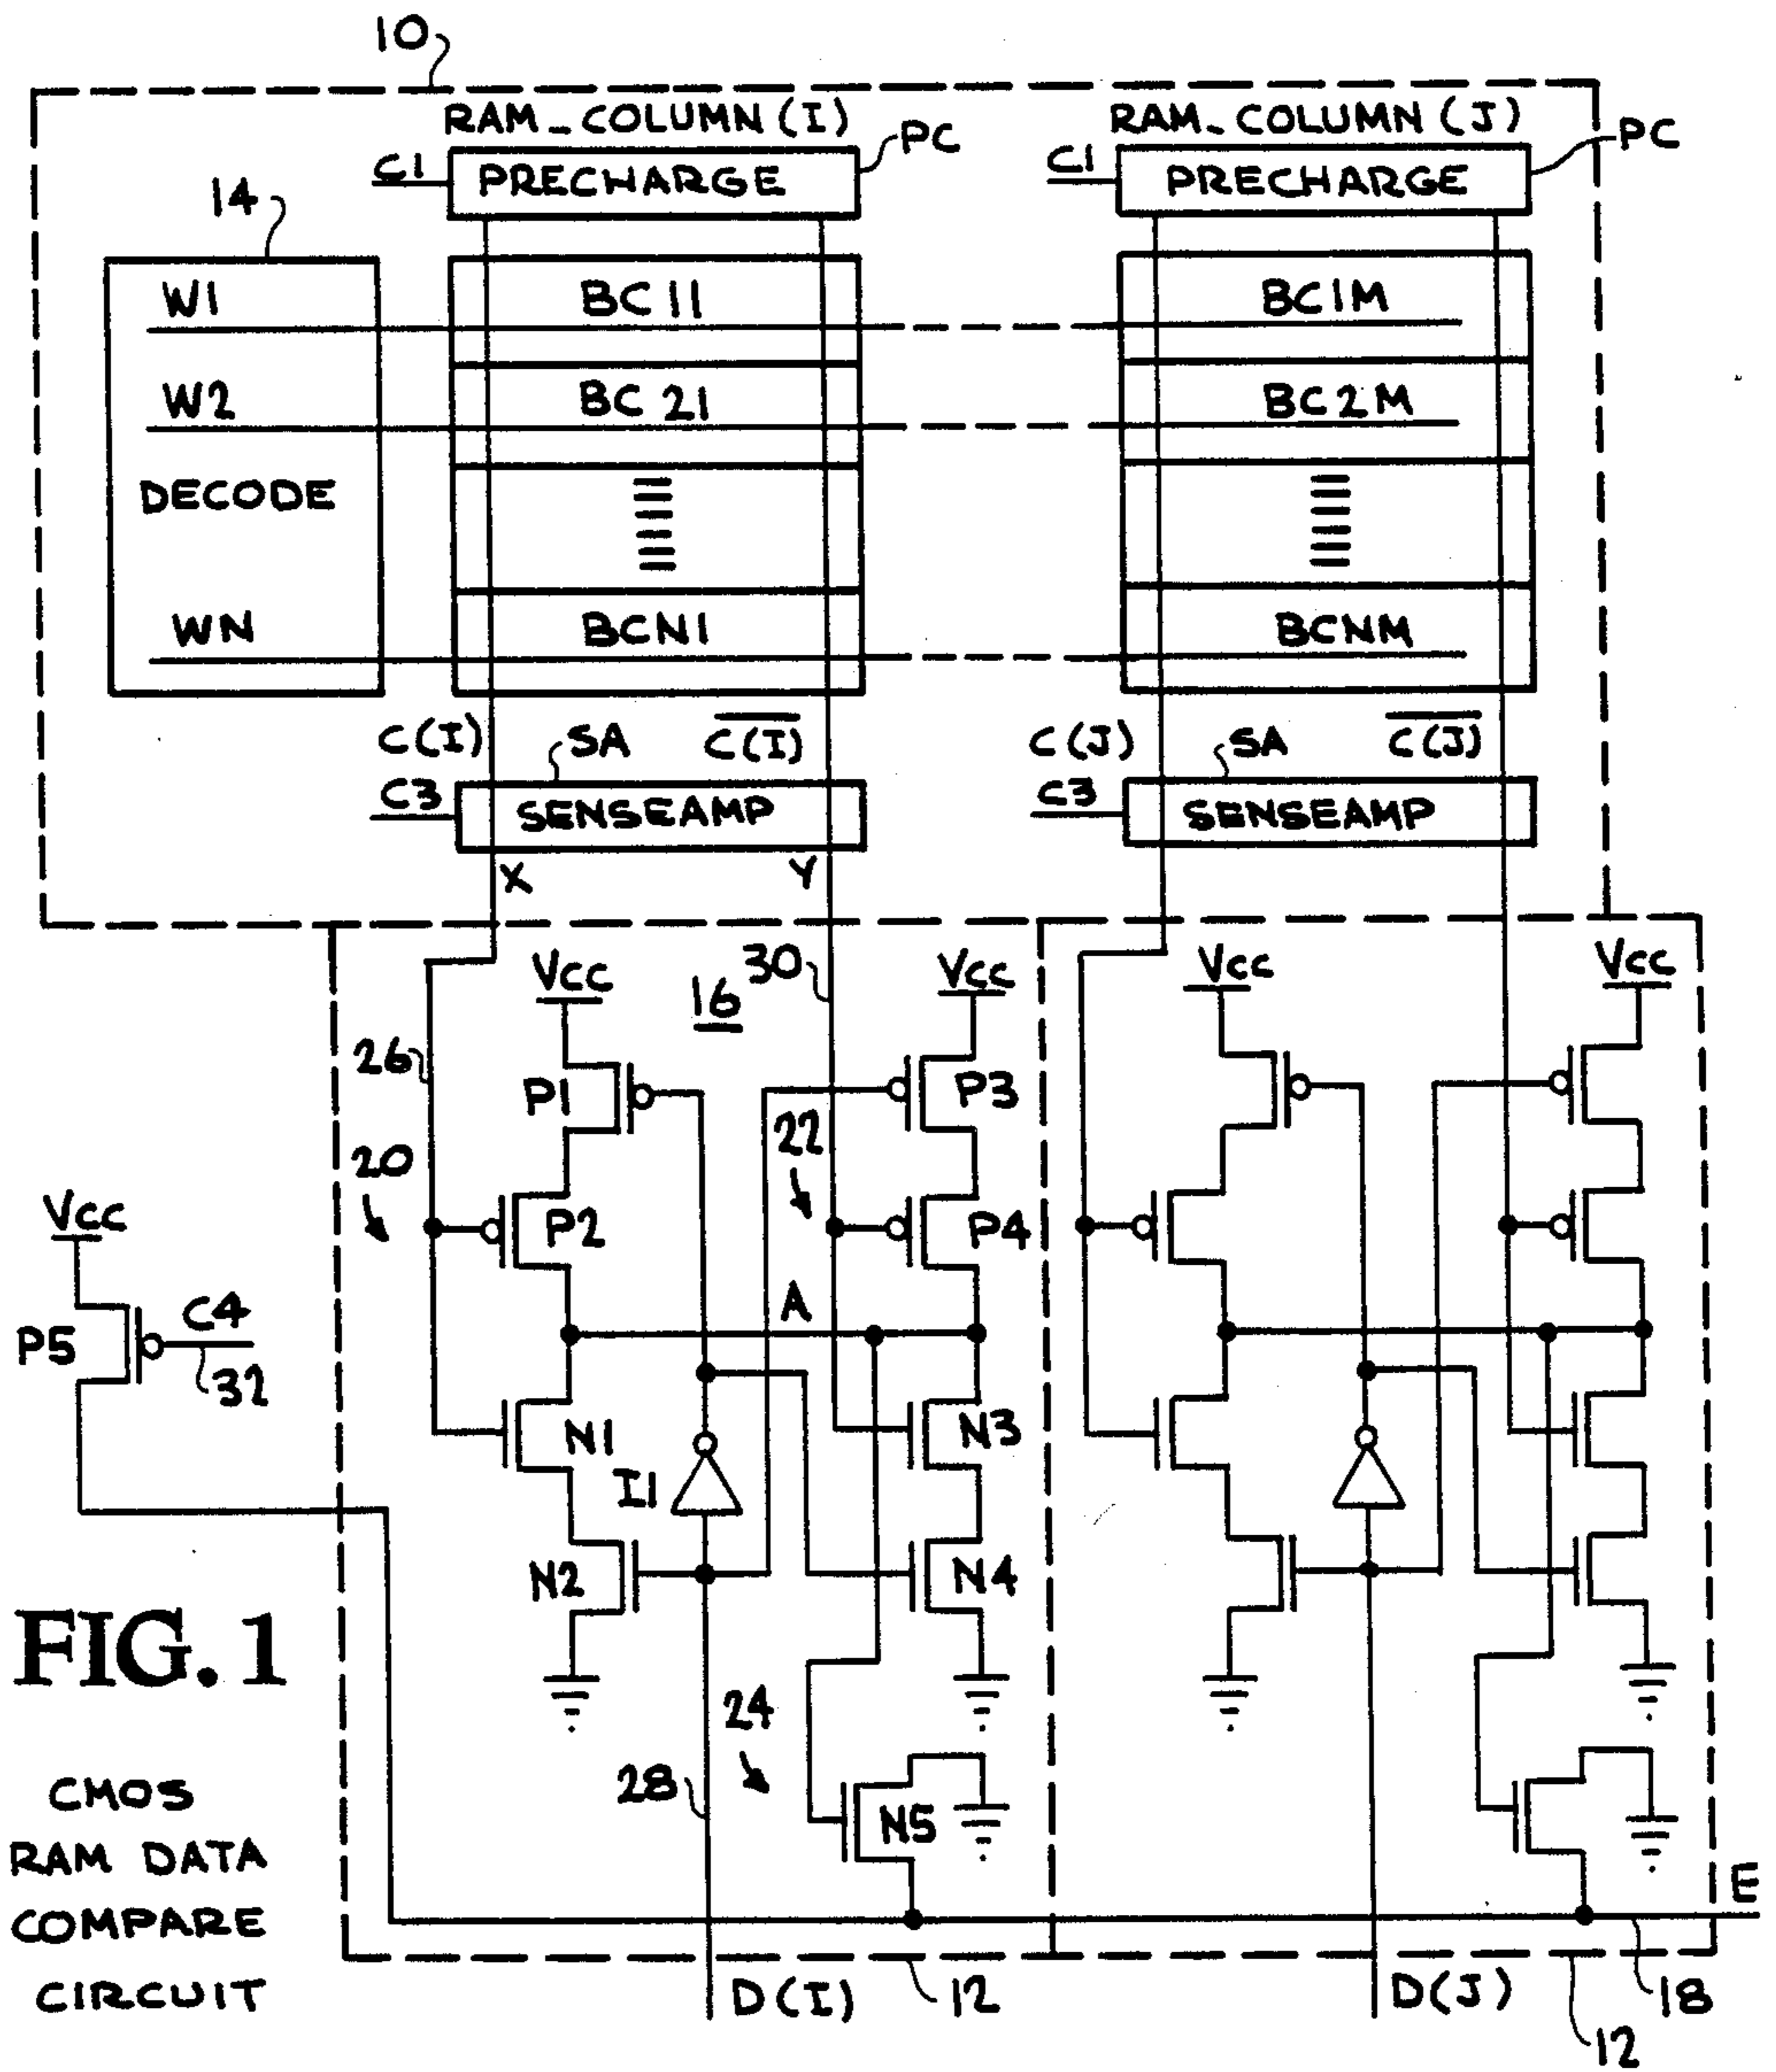 10
RAM_COLUMN (I)
RAM_COLUMN (J)
C1
PRECHARGE
PC
C1
PRECHARGE
PC
14
W1
BC11
BC1M
W2
BC21
BC2M
DECODE
WN
BCN1
BCNM
C(I)
SA
C(I)
C(J)
SA
C(J)
C3
SENSEAMP
C3
SENSEAMP
X
Y
Vcc
16
30
Vcc
Vcc
Vcc
26
P1
P3
20
22
P2
P4
Vcc
A
P5
C4
32
N1
N3
I1
N2
N4
FIG. 1
24
28
N5
CMOS
RAM DATA
COMPARE
CIRCUIT
E
D(I)
12
D(J)
18
12